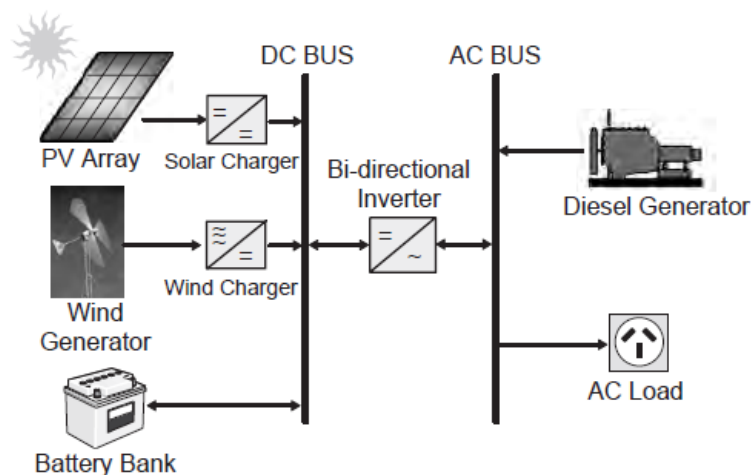 DC BUS
AC BUS
PV Array
Solar Charger
Bi-directional
Inverter
Diesel Generator
Wind
Generator
Wind Charger
AC Load
Battery Bank